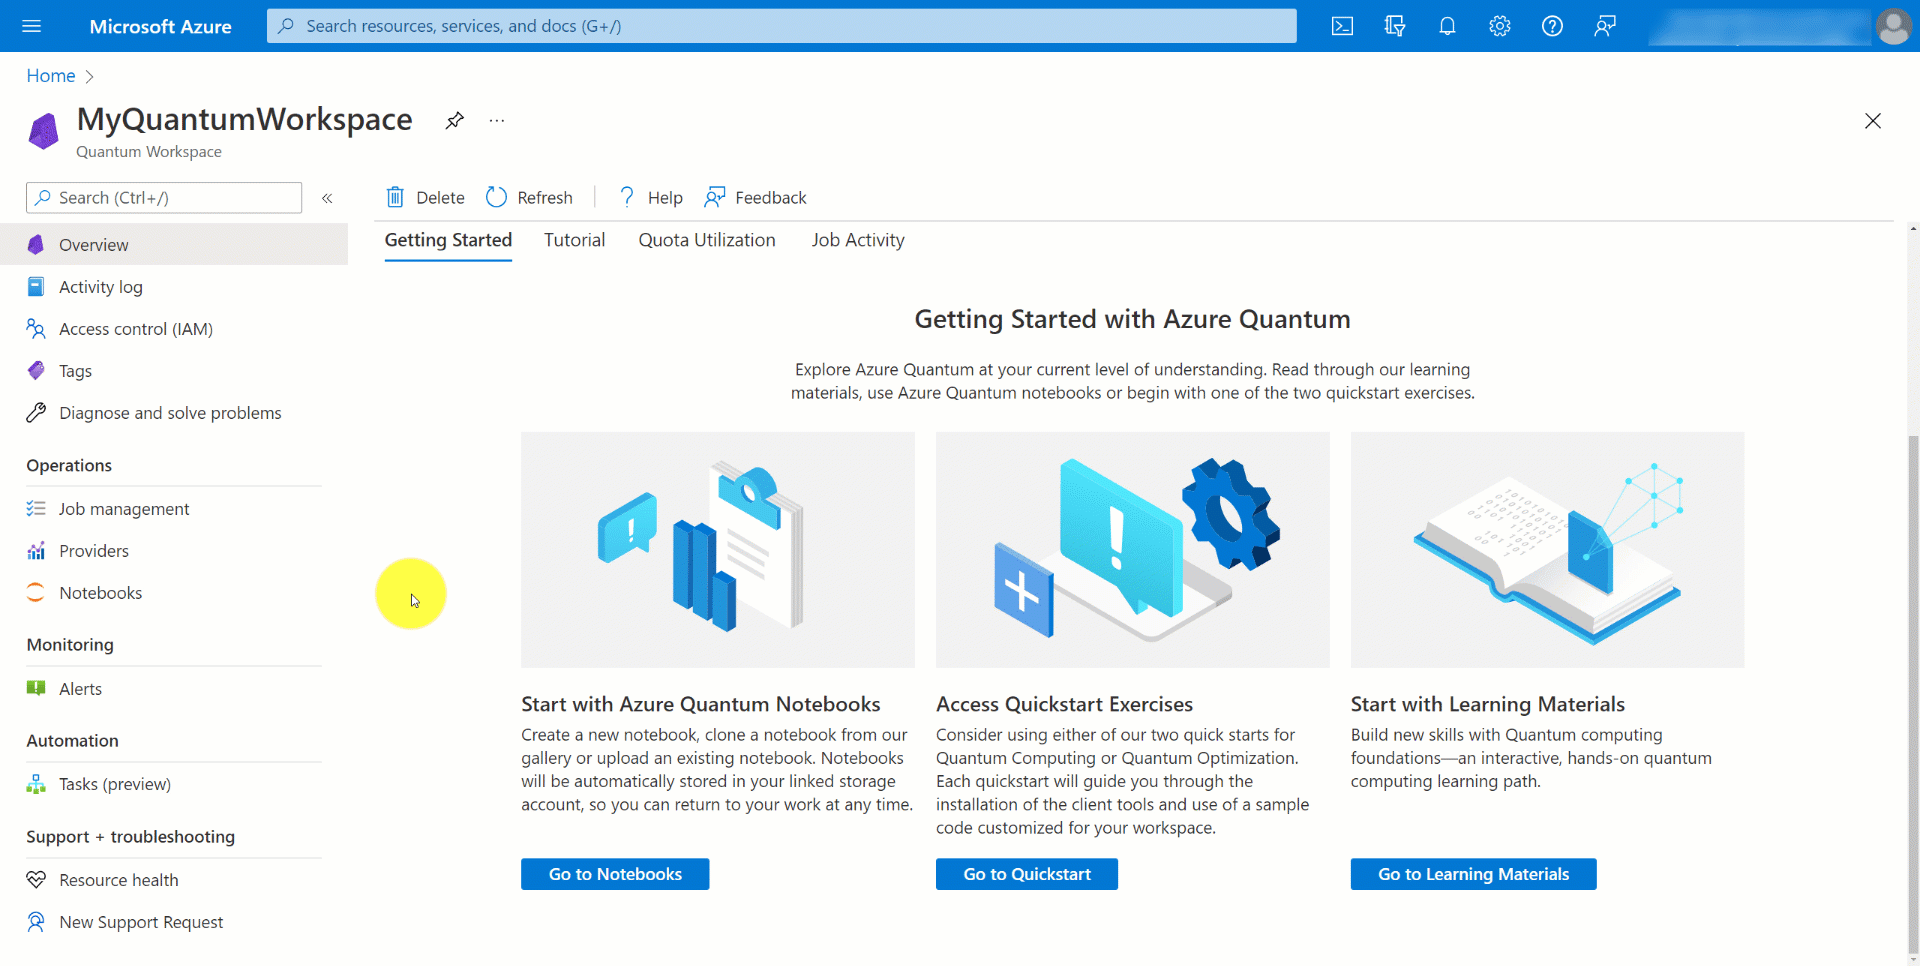 Microsoft Azure
Search resources, services, and docs (G+/)
Home
MyQuantumWorkspace
Quantum Workspace
Search (Ctrl+/)
Delete
Refresh
Help
Feedback
Overview
Activity log
Access control (IAM)
Tags
Diagnose and solve problems
Operations
Job management
Providers
Notebooks
Monitoring
Alerts
Automation
Tasks (preview)
Support + troubleshooting
Resource health
New Support Request
Getting Started
Tutorial
Quota Utilization
Job Activity
Getting Started with Azure Quantum
Explore Azure Quantum at your current level of understanding. Read through our learning
materials, use Azure Quantum notebooks or begin with one of the two quickstart exercises.
Start with Azure Quantum Notebooks
Create a new notebook, clone a notebook from our
gallery or upload an existing notebook. Notebooks
will be automatically stored in your linked storage
account, so you can return to your work at any time.
Go to Notebooks
Access Quickstart Exercises
Consider using either of our two quick starts for
Quantum Computing or Quantum Optimization.
Each quickstart will guide you through the
installation of the client tools and use of a sample
code customized for your workspace.
Go to Quickstart
Start with Learning Materials
Build new skills with Quantum computing
foundations—an interactive, hands-on quantum
computing learning path.
Go to Learning Materials